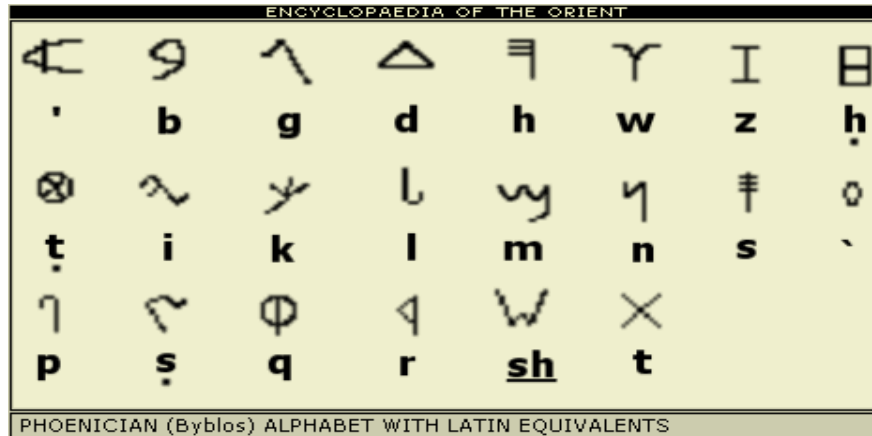 ENCYCLOPAEDIA OF THE ORIENT
𐤀 𐤁 𐤂 𐤃 𐤄 𐤅 𐤆 𐤇
' b g d h w z ḥ
𐤈 𐤉 𐤊 𐤋 𐤌 𐤍 𐤎 𐤏
ṭ i k l m n s `
𐤐 𐤑 𐤒 𐤓 𐤔 𐤕
p ṣ q r sh t
PHOENICIAN (Byblos) ALPHABET WITH LATIN EQUIVALENTS